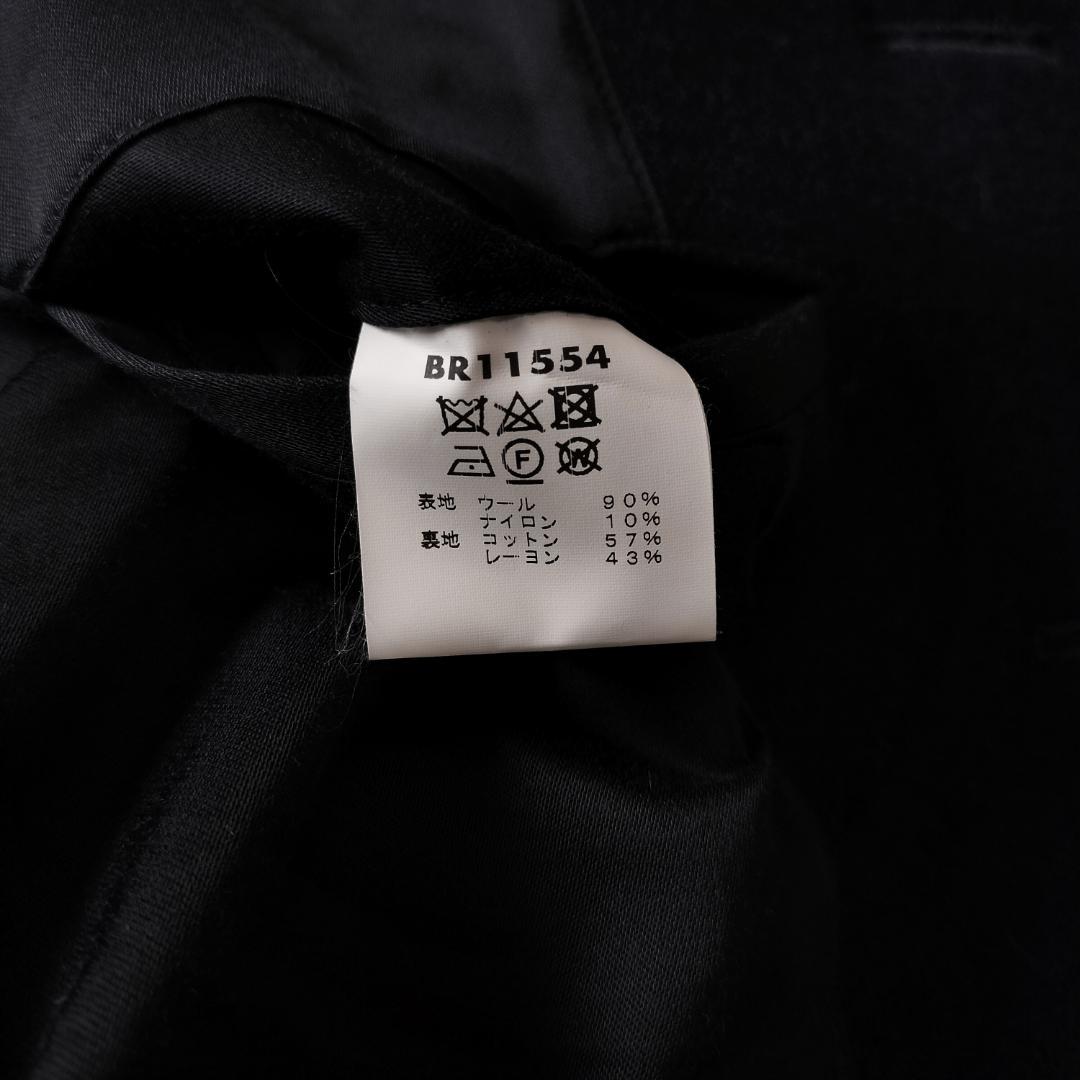 BR11554
F W
表地 ウール 90%
ナイロン 10%
裏地 コットン 57%
レーヨン 43%